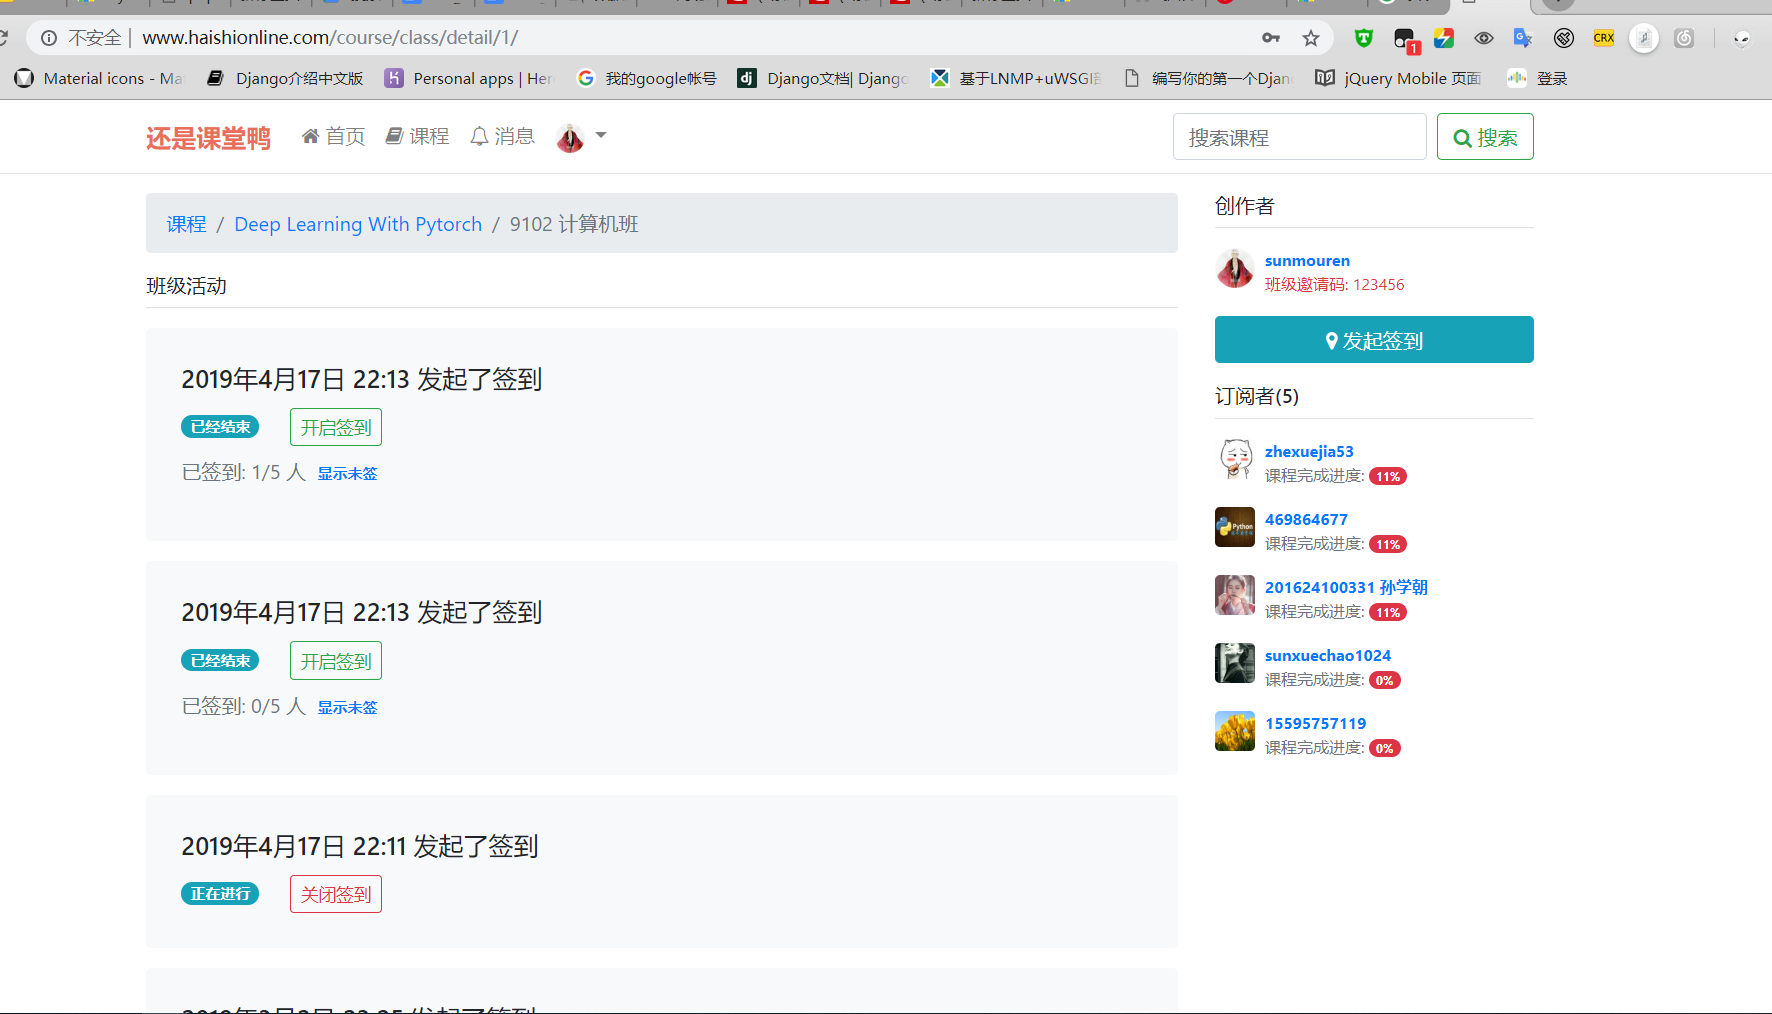 不安全 www.haishionline.com/course/class/detail/1/
1
CRX
Material icons - Ma
Django介绍中文版
Personal apps | Her
我的google帐号
Django文档| Django
基于LNMP+uWSGI
编写你的第一个Djan
jQuery Mobile 页面
登录
还是课堂鸭 首页 课程 消息
搜索课程 搜索
课程 / Deep Learning With Pytorch / 9102 计算机班
班级活动
2019年4月17日 22:13 发起了签到
已经结束 开启签到
已签到: 1/5 人 显示未签
2019年4月17日 22:13 发起了签到
已经结束 开启签到
已签到: 0/5 人 显示未签
2019年4月17日 22:11 发起了签到
正在进行 关闭签到
创作者
sunmouren
班级邀请码: 123456
发起签到
订阅者(5)
zhexuejia53
课程完成进度: 11%
469864677
课程完成进度: 11%
201624100331 孙学朝
课程完成进度: 11%
sunxuechao1024
课程完成进度: 0%
15595757119
课程完成进度: 0%